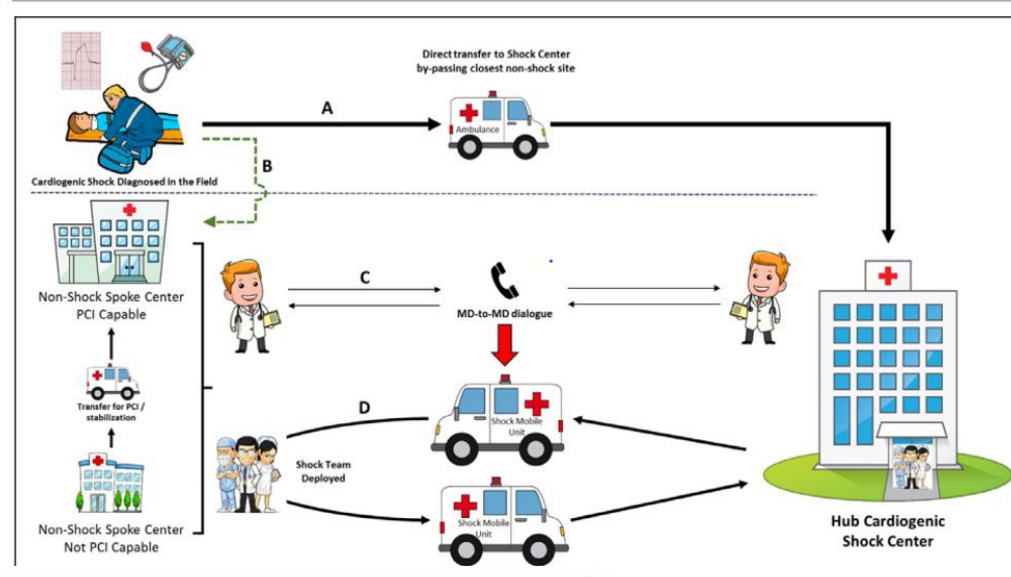 Direct transfer to Shock Center
by-passing closest non-shock site
A
Ambulance
B
Cardiogenic Shock Diagnosed in the Field
Non-Shock Spoke Center
PCI Capable
C
MD-to-MD dialogue
Transfer for PCI /
stabilization
D
Shock Mobile
Unit
Shock Team
Deployed
Shock Mobile
Unit
Non-Shock Spoke Center
Not PCI Capable
Hub Cardiogenic
Shock Center